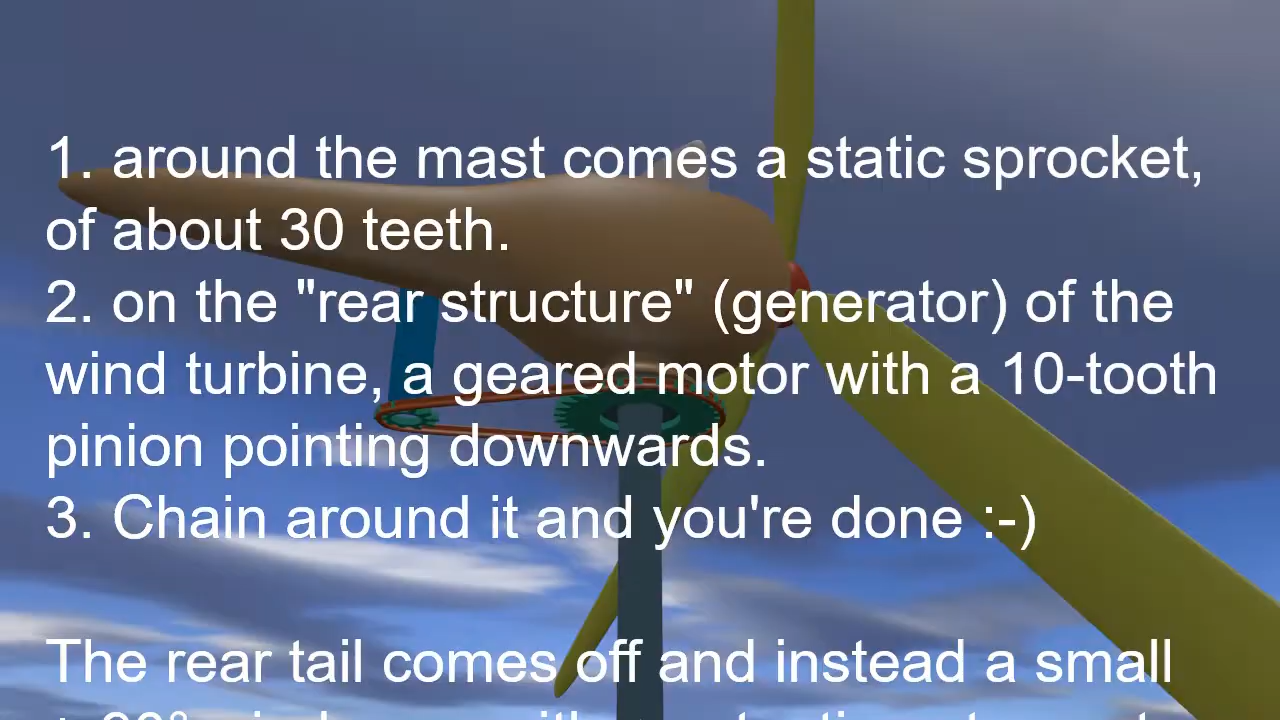 1. around the mast comes a static sprocket,
of about 30 teeth.
2. on the "rear structure" (generator) of the
wind turbine, a geared motor with a 10-tooth
pinion pointing downwards.
3. Chain around it and you're done :-)
The rear tail comes off and instead a small